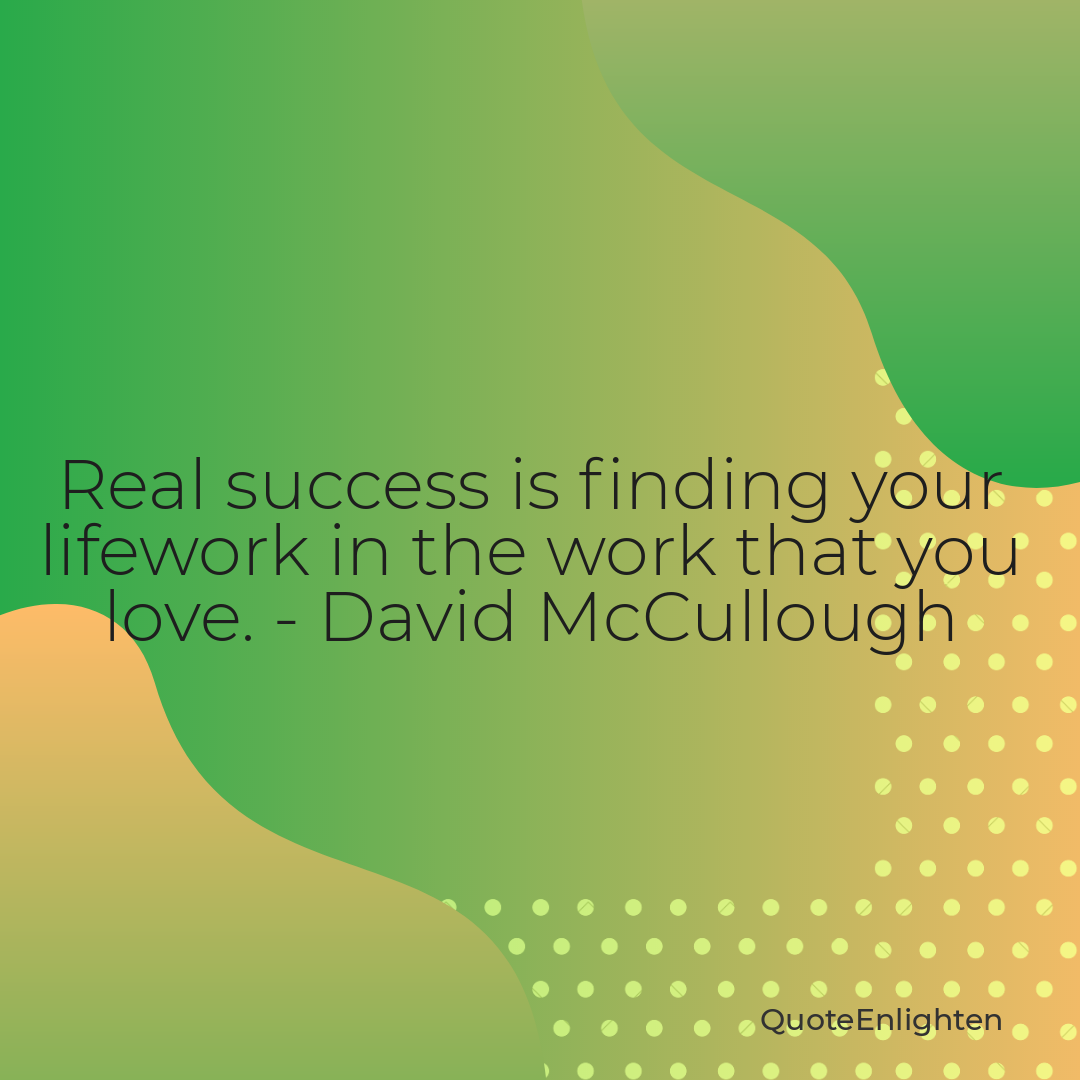 Real success is finding your
lifework in the work that you
love. - David McCullough
QuoteEnlighten